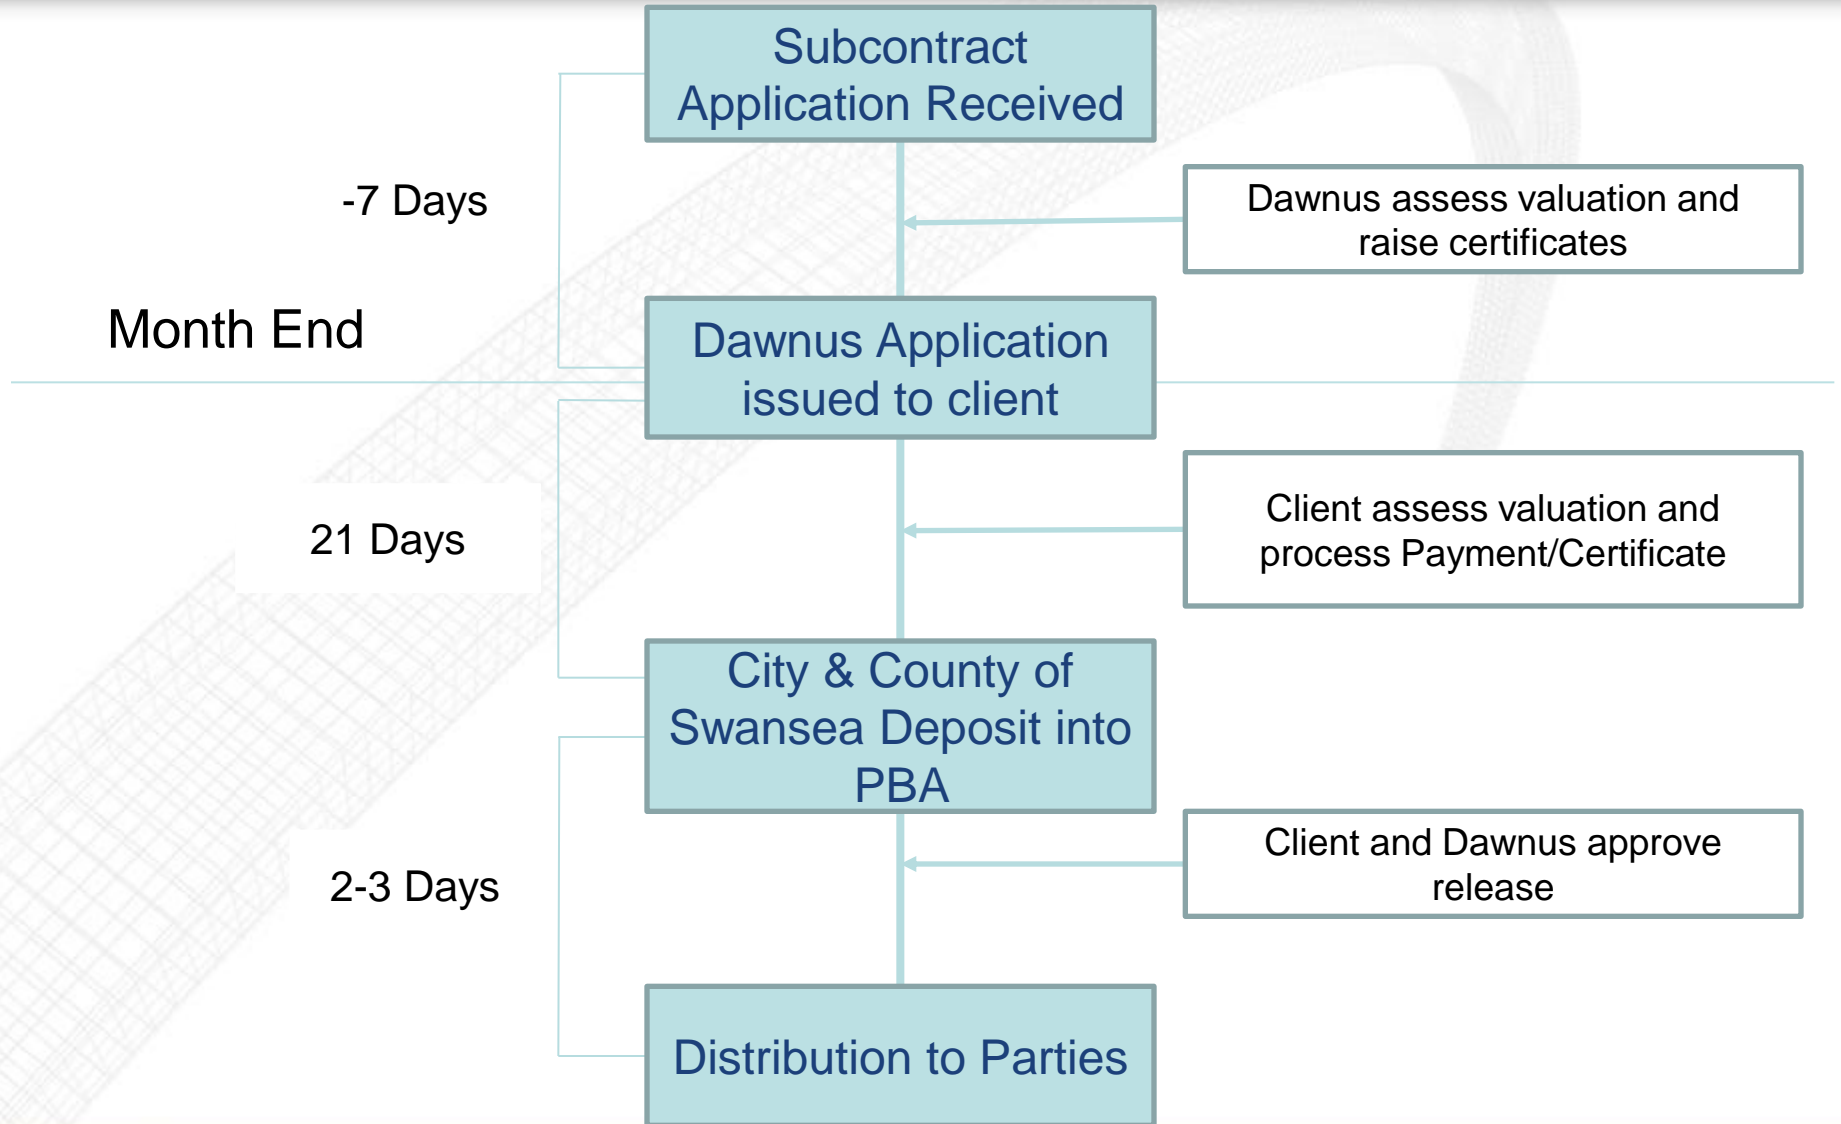 Subcontract
Application Received
-7 Days
Dawnus assess valuation and
raise certificates
Month End
Dawnus Application
issued to client
21 Days
Client assess valuation and
process Payment/Certificate
City & County of
Swansea Deposit into
PBA
2-3 Days
Client and Dawnus approve
release
Distribution to Parties